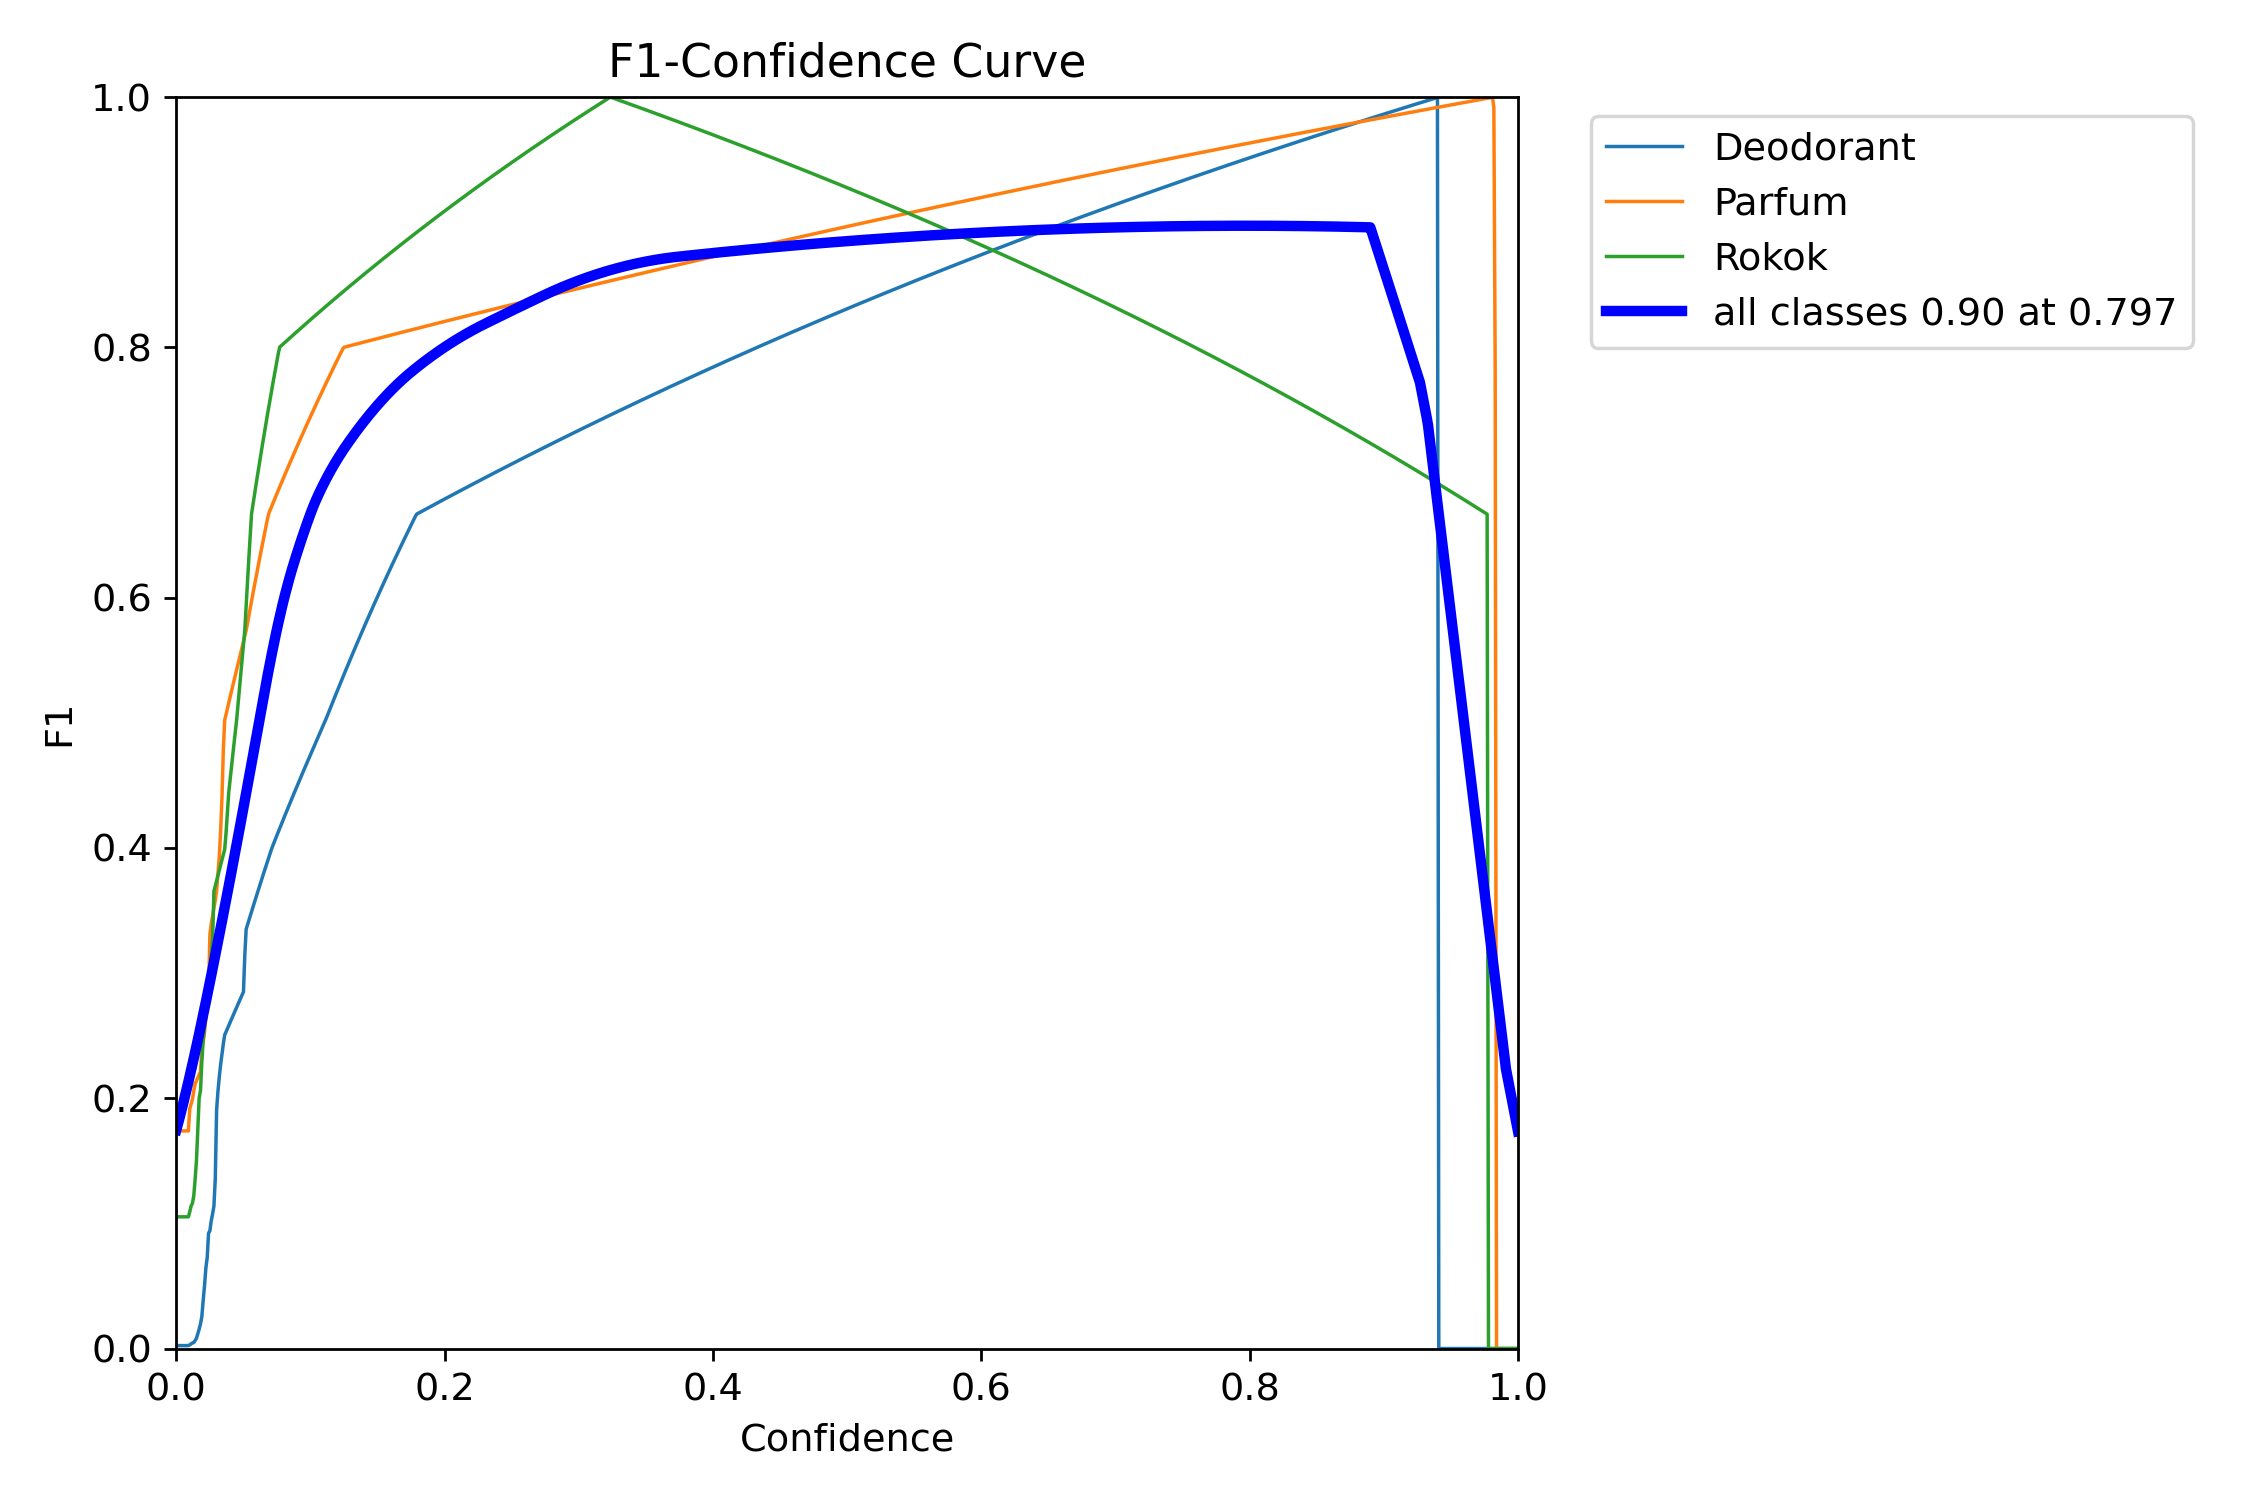 F1-Confidence Curve
1.0
0.8
0.6
0.4
0.2
0.0
F1
0.0 0.2 0.4 0.6 0.8 1.0
Confidence
Deodorant
Parfum
Rokok
all classes 0.90 at 0.797